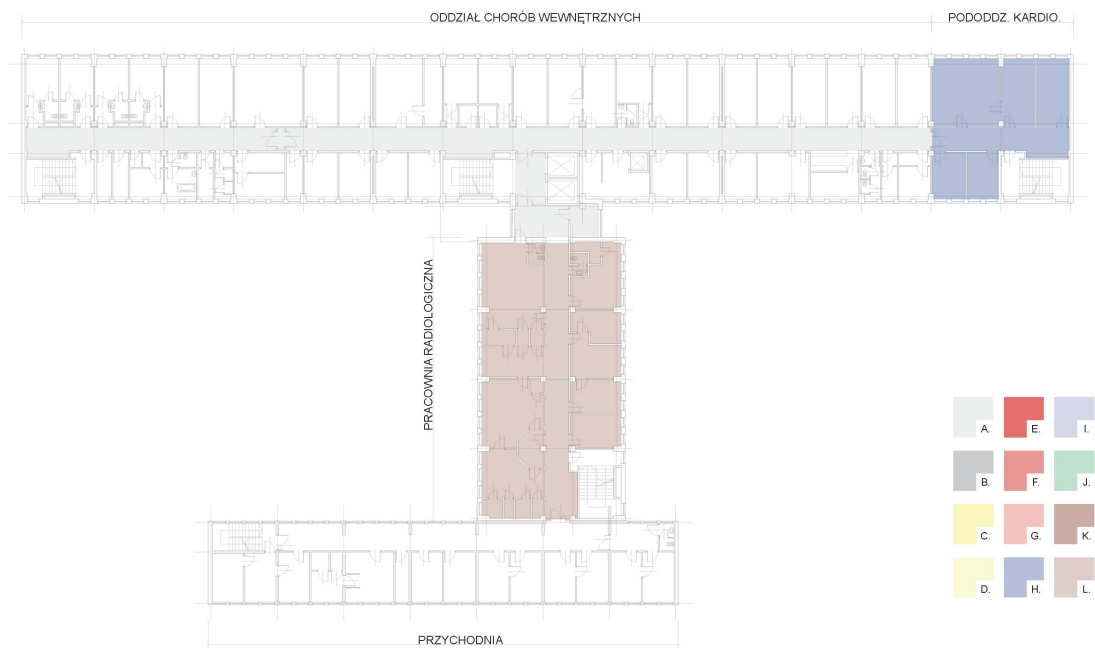 ODDZIAŁ CHORÓB WEWNĘTRZNYCH
PODODDZ. KARDIO.
PRACOWNIA RADIOLOGICZNA
A.
E.
I.
B.
F.
J.
C.
G.
K.
D.
H.
L.
PRZYCHODNIA